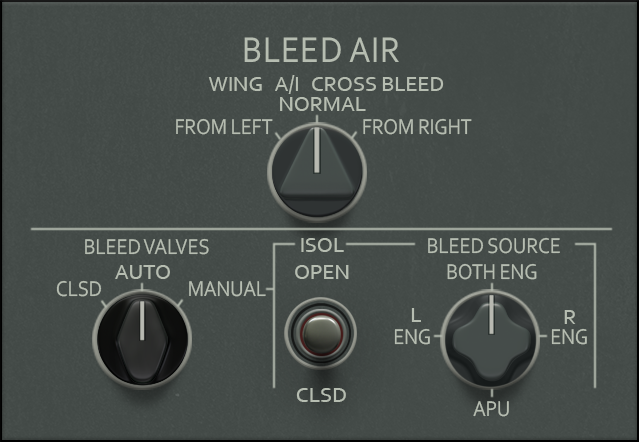 BLEED AIR
WING A/I CROSS BLEED
NORMAL
FROM LEFT FROM RIGHT
BLEED VALVES ISOL BLEED SOURCE
AUTO OPEN BOTH ENG
CLSD MANUAL
L ENG R ENG
CLSD APU